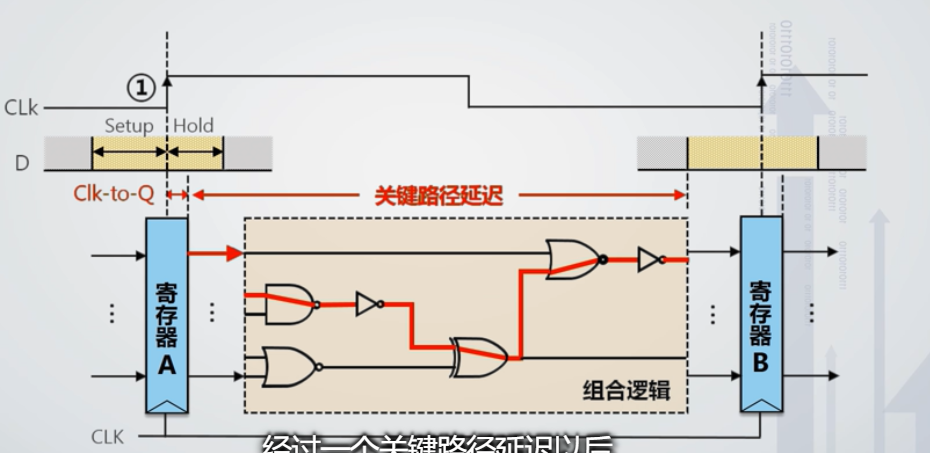 ①
CLk
Setup
Hold
D
Clk-to-Q
关键路径延迟
寄存器A
寄存器B
组合逻辑
CLK
经过一个关键路径延迟以后